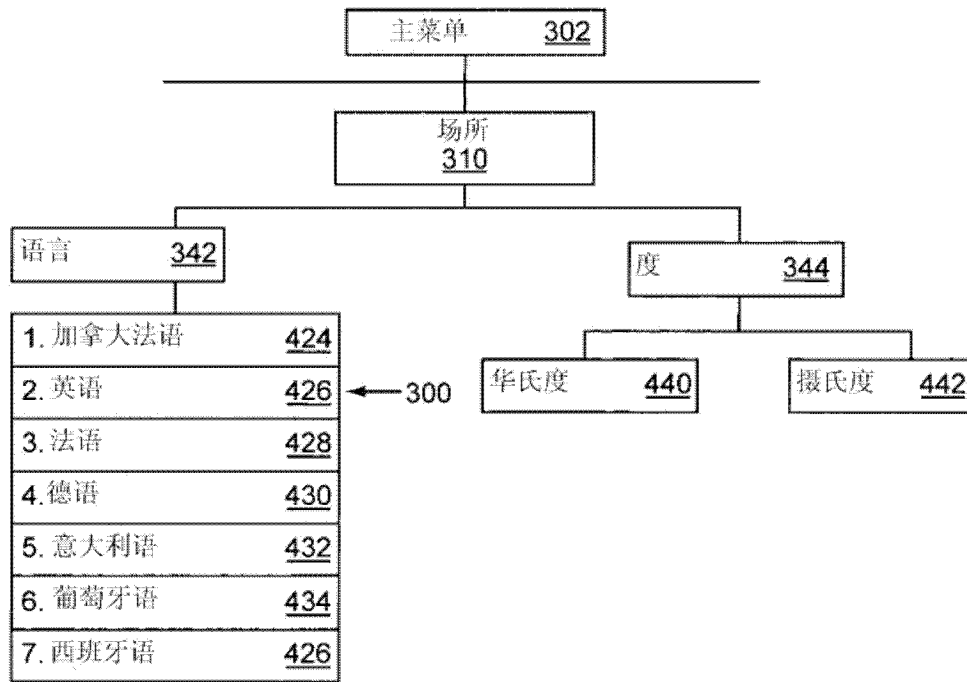 主菜单 302
场所
310
语言 342
度 344
1. 加拿大法语 424
2. 英语 426
300
3. 法语 428
4. 德语 430
5. 意大利语 432
6. 葡萄牙语 434
7. 西班牙语 426
华氏度 440
摄氏度 442